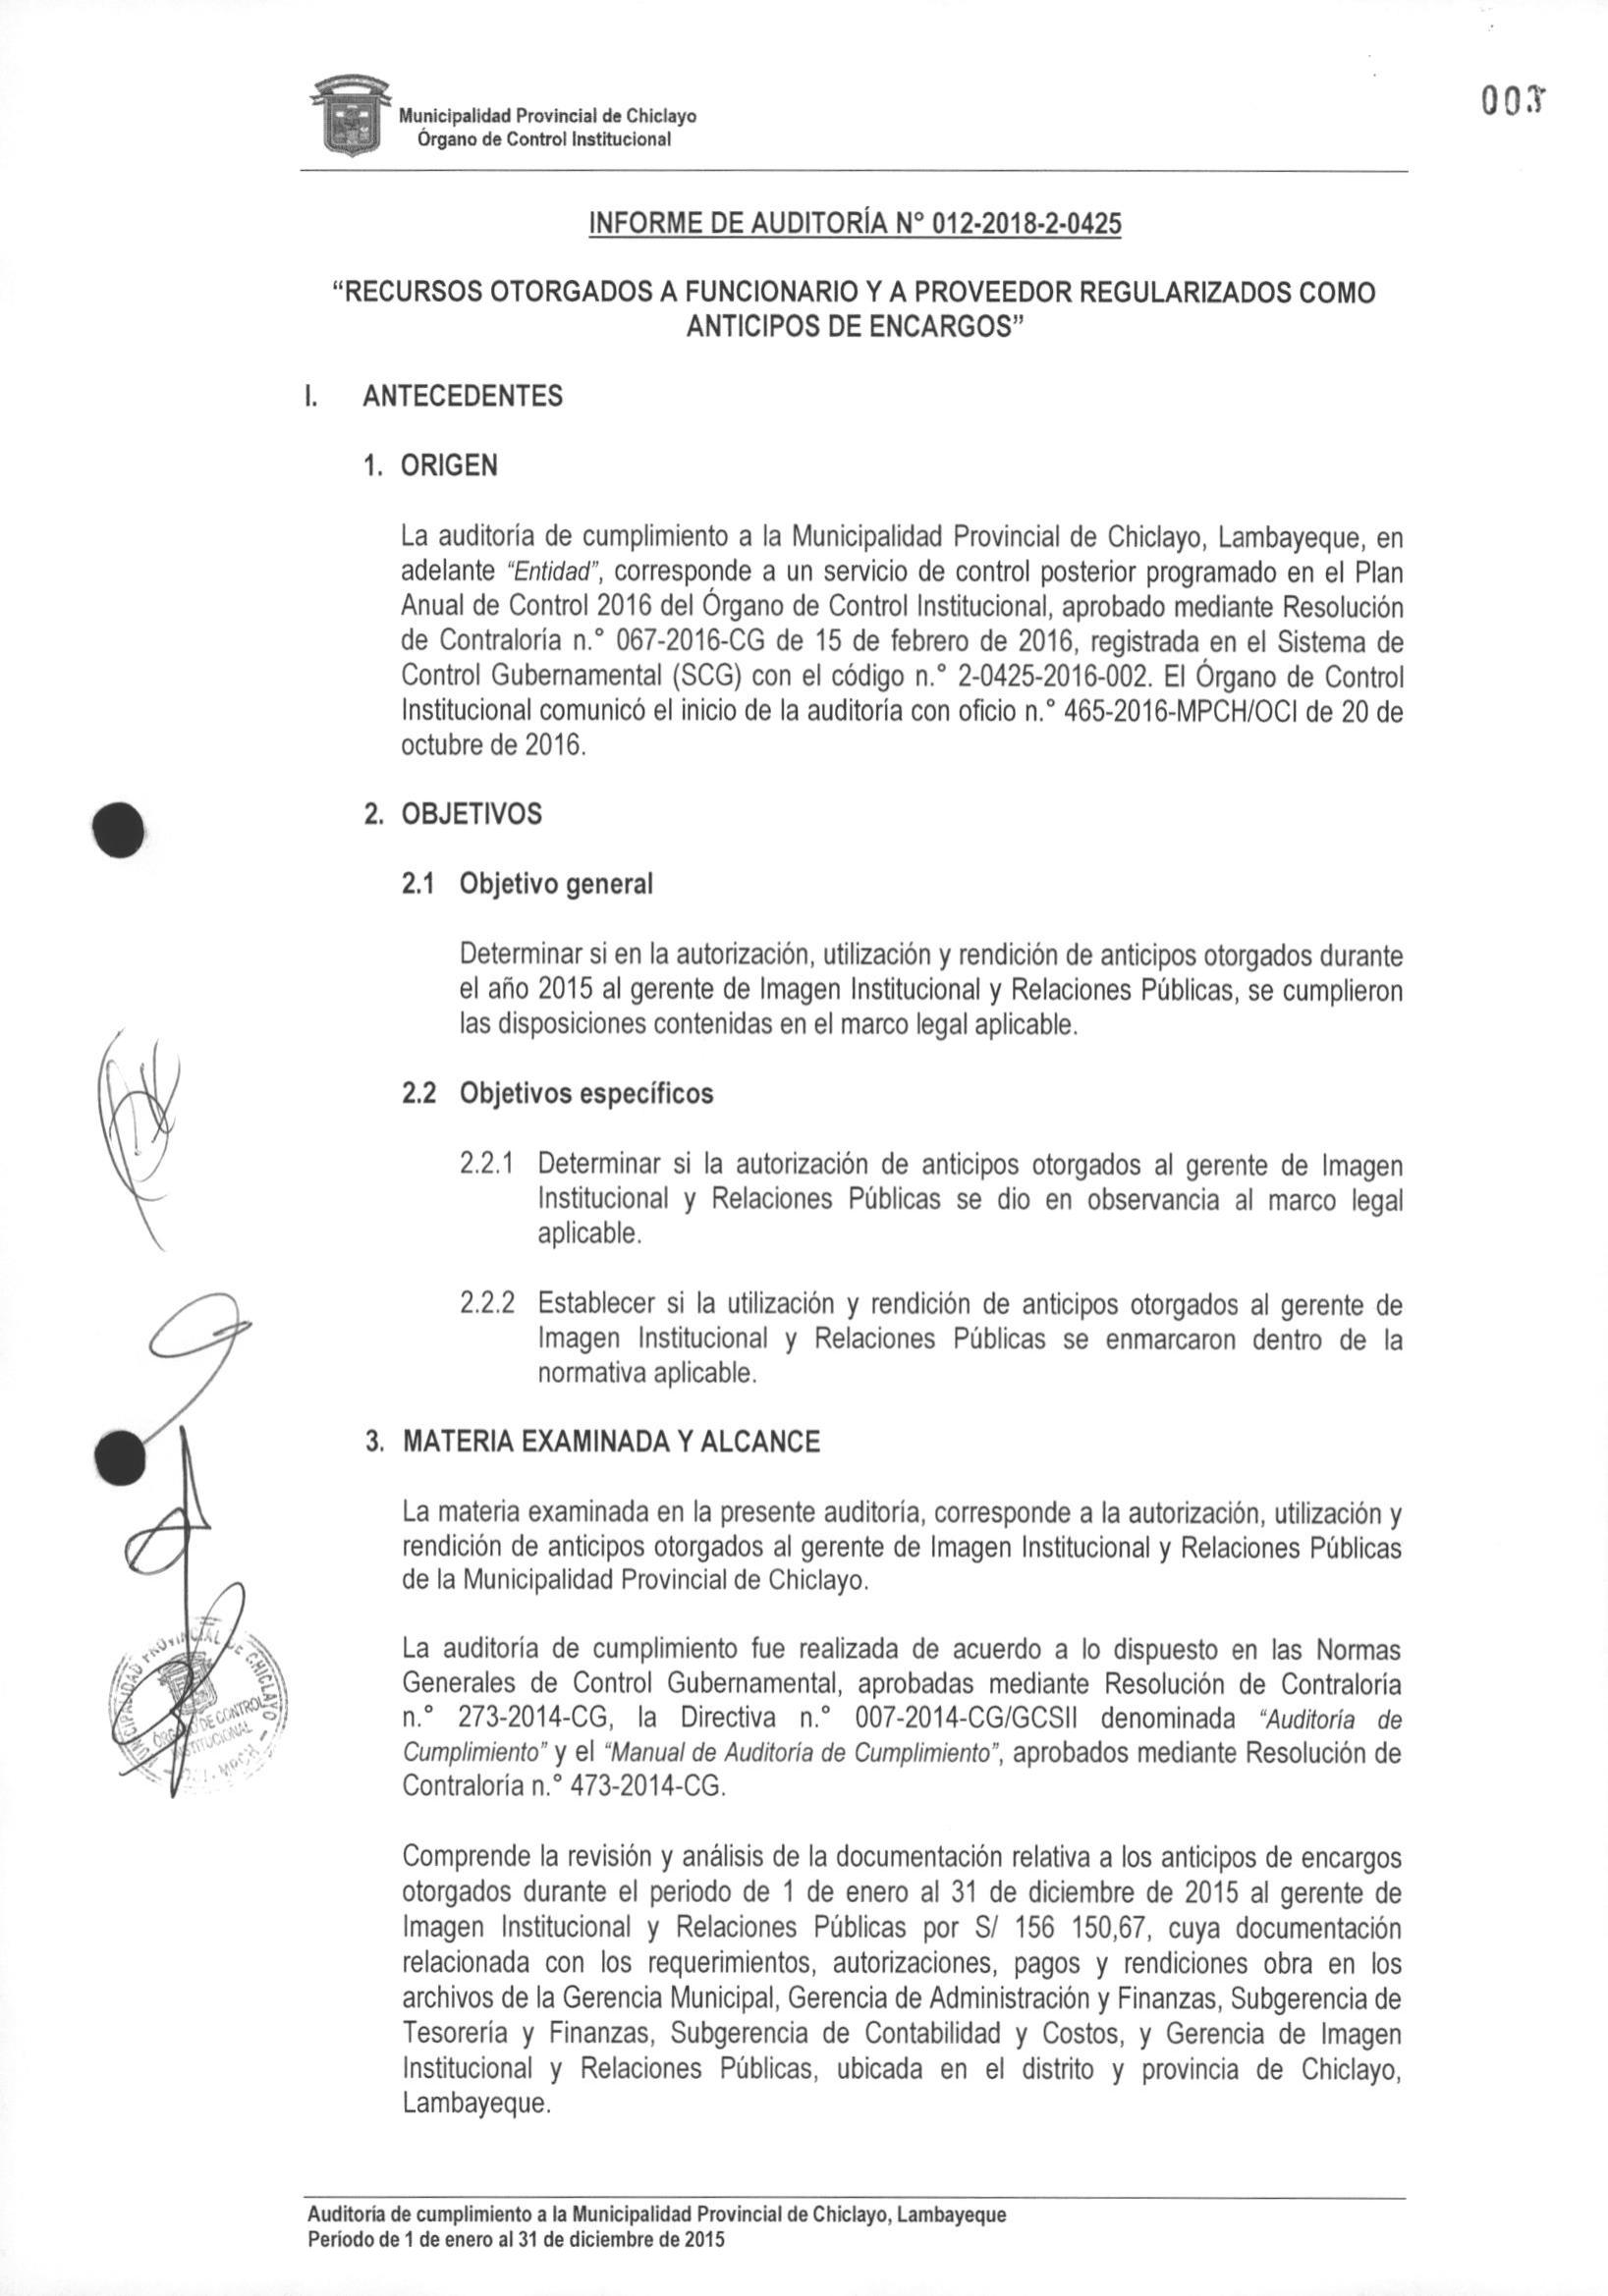 Municipalidad Provincial de Chiclayo
Órgano de Control Institucional
INFORME DE AUDITORÍA N° 012-2018-2-0425
“RECURSOS OTORGADOS A FUNCIONARIO Y A PROVEEDOR REGULARIZADOS COMO
ANTICIPOS DE ENCARGOS”
I. ANTECEDENTES
1. ORIGEN
La auditoría de cumplimiento a la Municipalidad Provincial de Chiclayo, Lambayeque, en
adelante “Entidad”, corresponde a un servicio de control posterior programado en el Plan
Anual de Control 2016 del Órgano de Control Institucional, aprobado mediante Resolución
de Contraloría n.° 067-2016-CG de 15 de febrero de 2016, registrada en el Sistema de
Control Gubernamental (SCG) con el código n.° 2-0425-2016-002. El Órgano de Control
Institucional comunicó el inicio de la auditoría con oficio n.° 465-2016-MPCH/OCI de 20 de
octubre de 2016.
2. OBJETIVOS
2.1 Objetivo general
Determinar si en la autorización, utilización y rendición de anticipos otorgados durante
el año 2015 al gerente de Imagen Institucional y Relaciones Públicas, se cumplieron
las disposiciones contenidas en el marco legal aplicable.
2.2 Objetivos específicos
2.2.1 Determinar si la autorización de anticipos otorgados al gerente de Imagen
Institucional y Relaciones Públicas se dio en observancia al marco legal
aplicable.
2.2.2 Establecer si la utilización y rendición de anticipos otorgados al gerente de
Imagen Institucional y Relaciones Públicas se enmarcaron dentro de la
normativa aplicable.
3. MATERIA EXAMINADA Y ALCANCE
La materia examinada en la presente auditoría, corresponde a la autorización, utilización y
rendición de anticipos otorgados al gerente de Imagen Institucional y Relaciones Públicas
de la Municipalidad Provincial de Chiclayo.
La auditoría de cumplimiento fue realizada de acuerdo a lo dispuesto en las Normas
Generales de Control Gubernamental, aprobadas mediante Resolución de Contraloría
n.° 273-2014-CG, la Directiva n.° 007-2014-CG/GCSII denominada “Auditoría de
Cumplimiento” y el “Manual de Auditoría de Cumplimiento”, aprobados mediante Resolución de
Contraloría n.° 473-2014-CG.
Comprende la revisión y análisis de la documentación relativa a los anticipos de encargos
otorgados durante el periodo de 1 de enero al 31 de diciembre de 2015 al gerente de
Imagen Institucional y Relaciones Públicas por S/ 156 150,67, cuya documentación
relacionada con los requerimientos, autorizaciones, pagos y rendiciones obra en los
archivos de la Gerencia Municipal, Gerencia de Administración y Finanzas, Subgerencia de
Tesorería y Finanzas, Subgerencia de Contabilidad y Costos, y Gerencia de Imagen
Institucional y Relaciones Públicas, ubicada en el distrito y provincia de Chiclayo,
Lambayeque.
DE CHICLAYO
DE CONTROL
INSTITUCIONAL
Auditoría de cumplimiento a la Municipalidad Provincial de Chiclayo, Lambayeque
Período de 1 de enero al 31 de diciembre de 2015